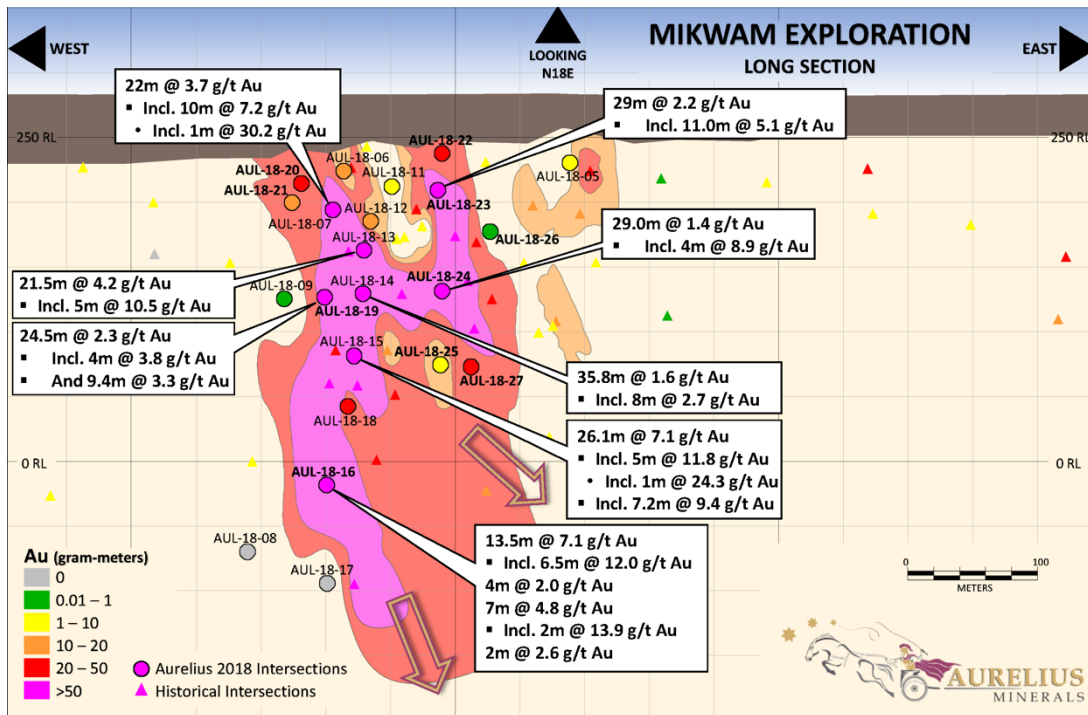 WEST
LOOKING
N18E
MIKWAM EXPLORATION
LONG SECTION
EAST
22m @ 3.7 g/t Au
▪ Incl. 10m @ 7.2 g/t Au
• Incl. 1m @ 30.2 g/t Au
29m @ 2.2 g/t Au
▪ Incl. 11.0m @ 5.1 g/t Au
250 RL
250 RL
AUL-18-22
AUL-18-06
AUL-18-11
AUL-18-20
AUL-18-05
AUL-18-21
AUL-18-12
AUL-18-23
AUL-18-07
AUL-18-13
AUL-18-26
29.0m @ 1.4 g/t Au
▪ Incl. 4m @ 8.9 g/t Au
21.5m @ 4.2 g/t Au
▪ Incl. 5m @ 10.5 g/t Au
AUL-18-09
AUL-18-14
AUL-18-24
AUL-18-19
24.5m @ 2.3 g/t Au
▪ Incl. 4m @ 3.8 g/t Au
▪ And 9.4m @ 3.3 g/t Au
AUL-18-15
AUL-18-25
AUL-18-27
35.8m @ 1.6 g/t Au
▪ Incl. 8m @ 2.7 g/t Au
AUL-18-18
26.1m @ 7.1 g/t Au
▪ Incl. 5m @ 11.8 g/t Au
• Incl. 1m @ 24.3 g/t Au
▪ Incl. 7.2m @ 9.4 g/t Au
0 RL
0 RL
AUL-18-16
13.5m @ 7.1 g/t Au
▪ Incl. 6.5m @ 12.0 g/t Au
4m @ 2.0 g/t Au
7m @ 4.8 g/t Au
▪ Incl. 2m @ 13.9 g/t Au
2m @ 2.6 g/t Au
AUL-18-08
AUL-18-17
Au (gram-meters)
0
0.01 – 1
1 – 10
10 – 20
20 – 50
>50
Aurelius 2018 Intersections
Historical Intersections
0 100
METERS
AURELIUS
MINERALS